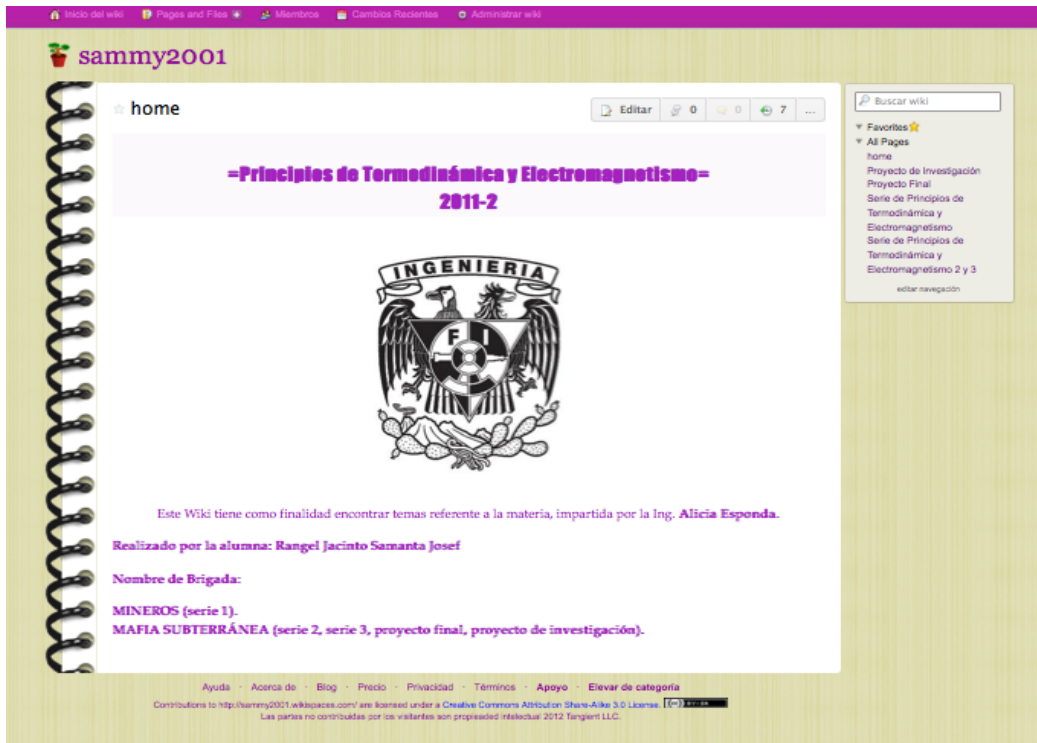 Inicio del wiki Pages and Files Miembros Cambios Recientes Administrar wiki
sammy2001
home
Editar 0 0 7 ...
=Principios de Termodinámica y Electromagnetismo=
2011-2
INGENIERIA
F I
Este Wiki tiene como finalidad encontrar temas referente a la materia, impartida por la Ing. Alicia Esponda.
Realizado por la alumna: Rangel Jacinto Samanta Josef
Nombre de Brigada:
MINEROS (serie 1).
MAFIA SUBTERRÁNEA (serie 2, serie 3, proyecto final, proyecto de investigación).
Buscar wiki
Favorites
All Pages
home
Proyecto de Investigación
Proyecto Final
Serie de Principios de
Termodinámica y
Electromagnetismo
Serie de Principios de
Termodinámica y
Electromagnetismo 2 y 3
editar navegación
Ayuda · Acerca de · Blog · Precio · Privacidad · Términos · Apoyo · Elevar de categoría
Contributions to http://sammy2001.wikispaces.com/ are licensed under a Creative Commons Attribution Share-Alike 3.0 License.
Las partes no contribuidas por los visitantes son propiedad intelectual 2012 Tangient LLC.